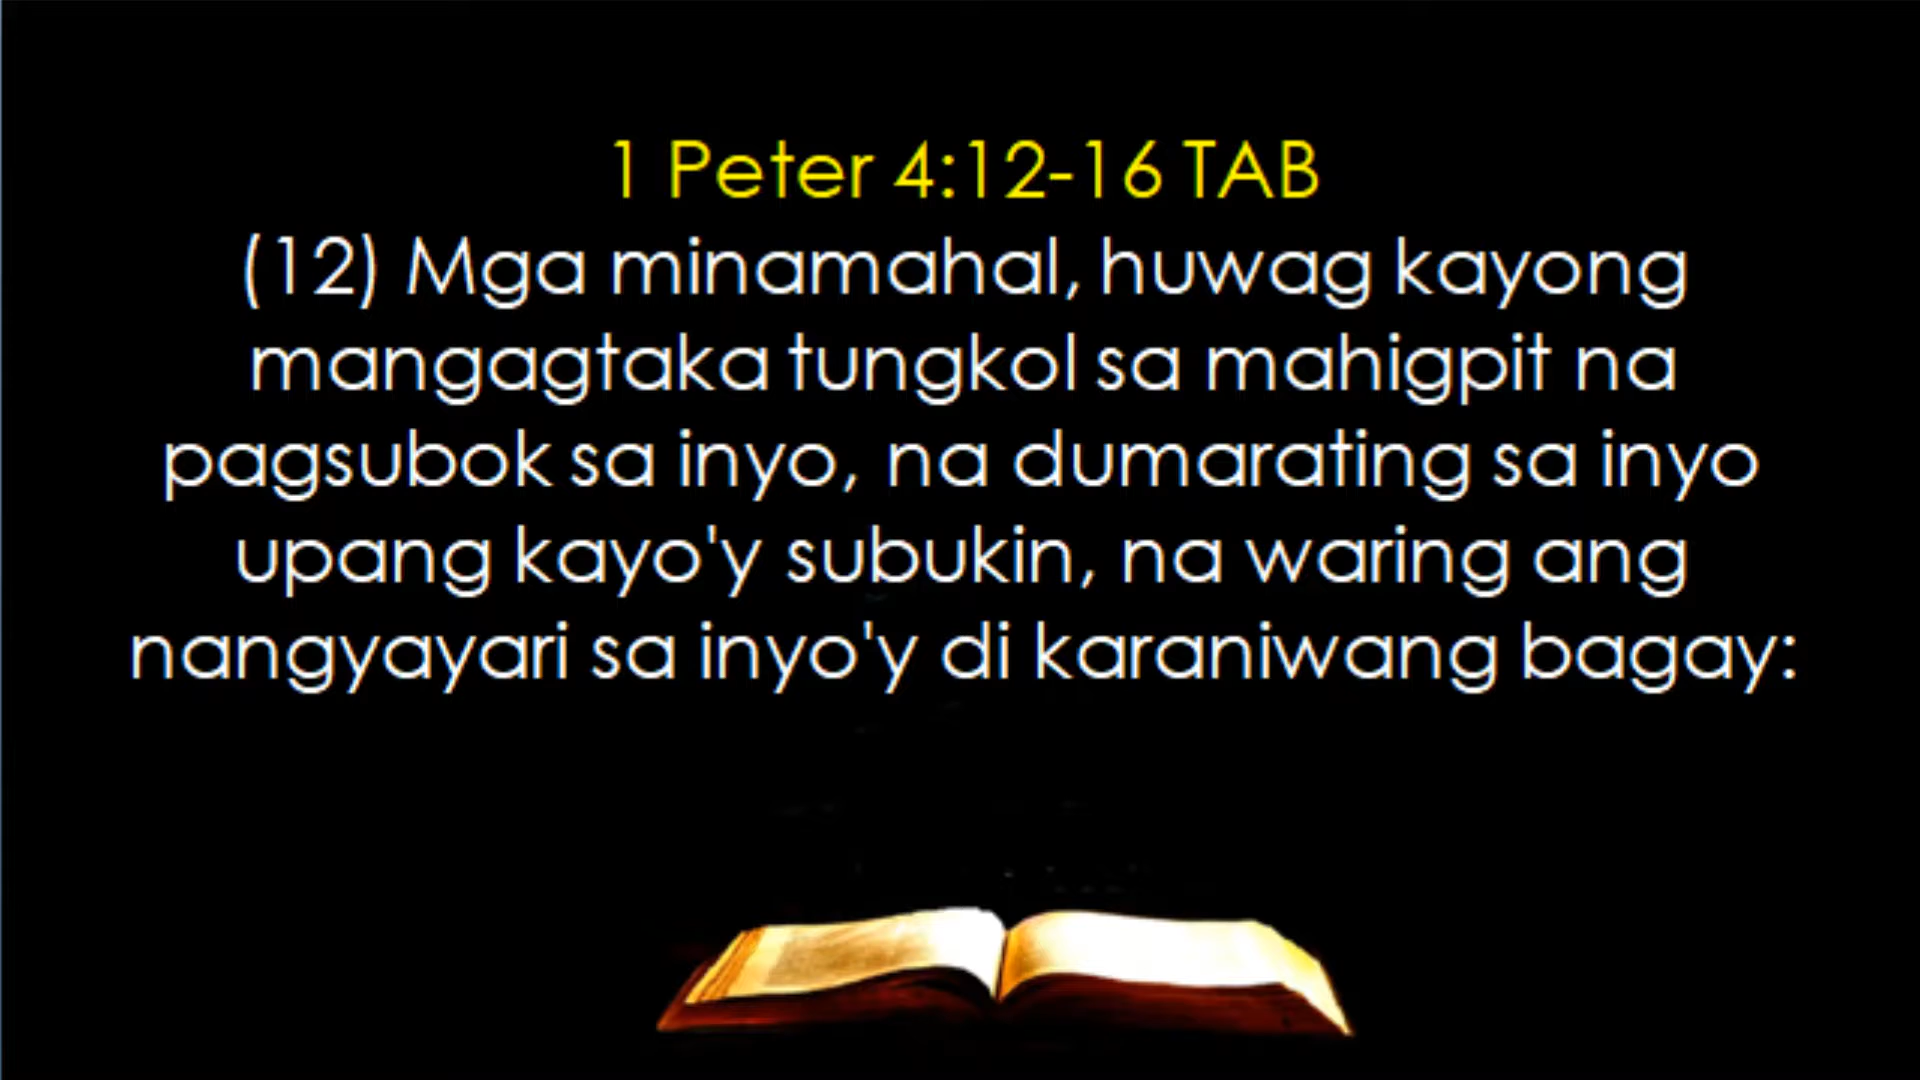 1 Peter 4:12-16 TAB
(12) Mga minamahal, huwag kayong
mangagtaka tungkol sa mahigpit na
pagsubok sa inyo, na dumarating sa inyo
upang kayo'y subukin, na waring ang
nangyayari sa inyo'y di karaniwang bagay: